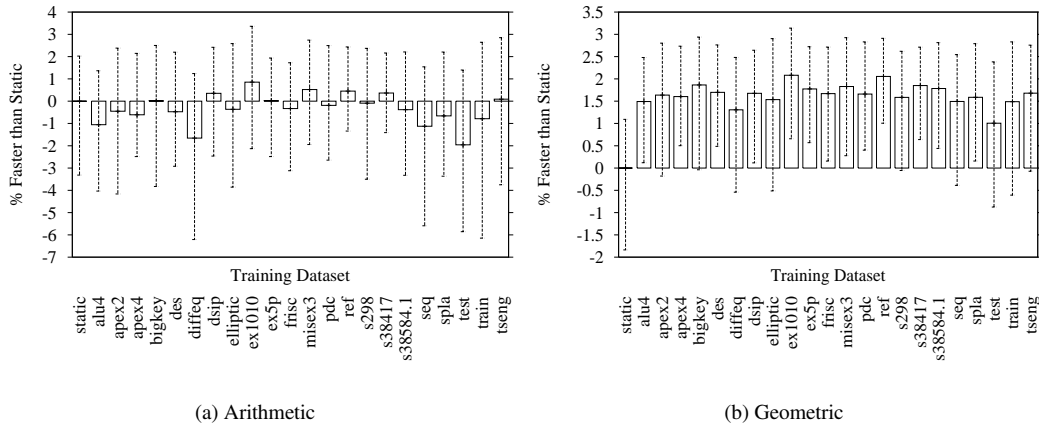 4
3
2
1
0
-1
-2
-3
-4
-5
-6
-7
% Faster than Static
Training Dataset
static
alu4
apex2
apex4
bigkey
des
diffeq
dsip
elliptic
ex1010
ex5p
frisc
misex3
pdc
ref
s298
s38417
s38584.1
seq
spla
test
train
tseng
(a) Arithmetic
3.5
3
2.5
2
1.5
1
0.5
0
-0.5
-1
-1.5
-2
% Faster than Static
Training Dataset
static
alu4
apex2
apex4
bigkey
des
diffeq
dsip
elliptic
ex1010
ex5p
frisc
misex3
pdc
ref
s298
s38417
s38584.1
seq
spla
test
train
tseng
(b) Geometric